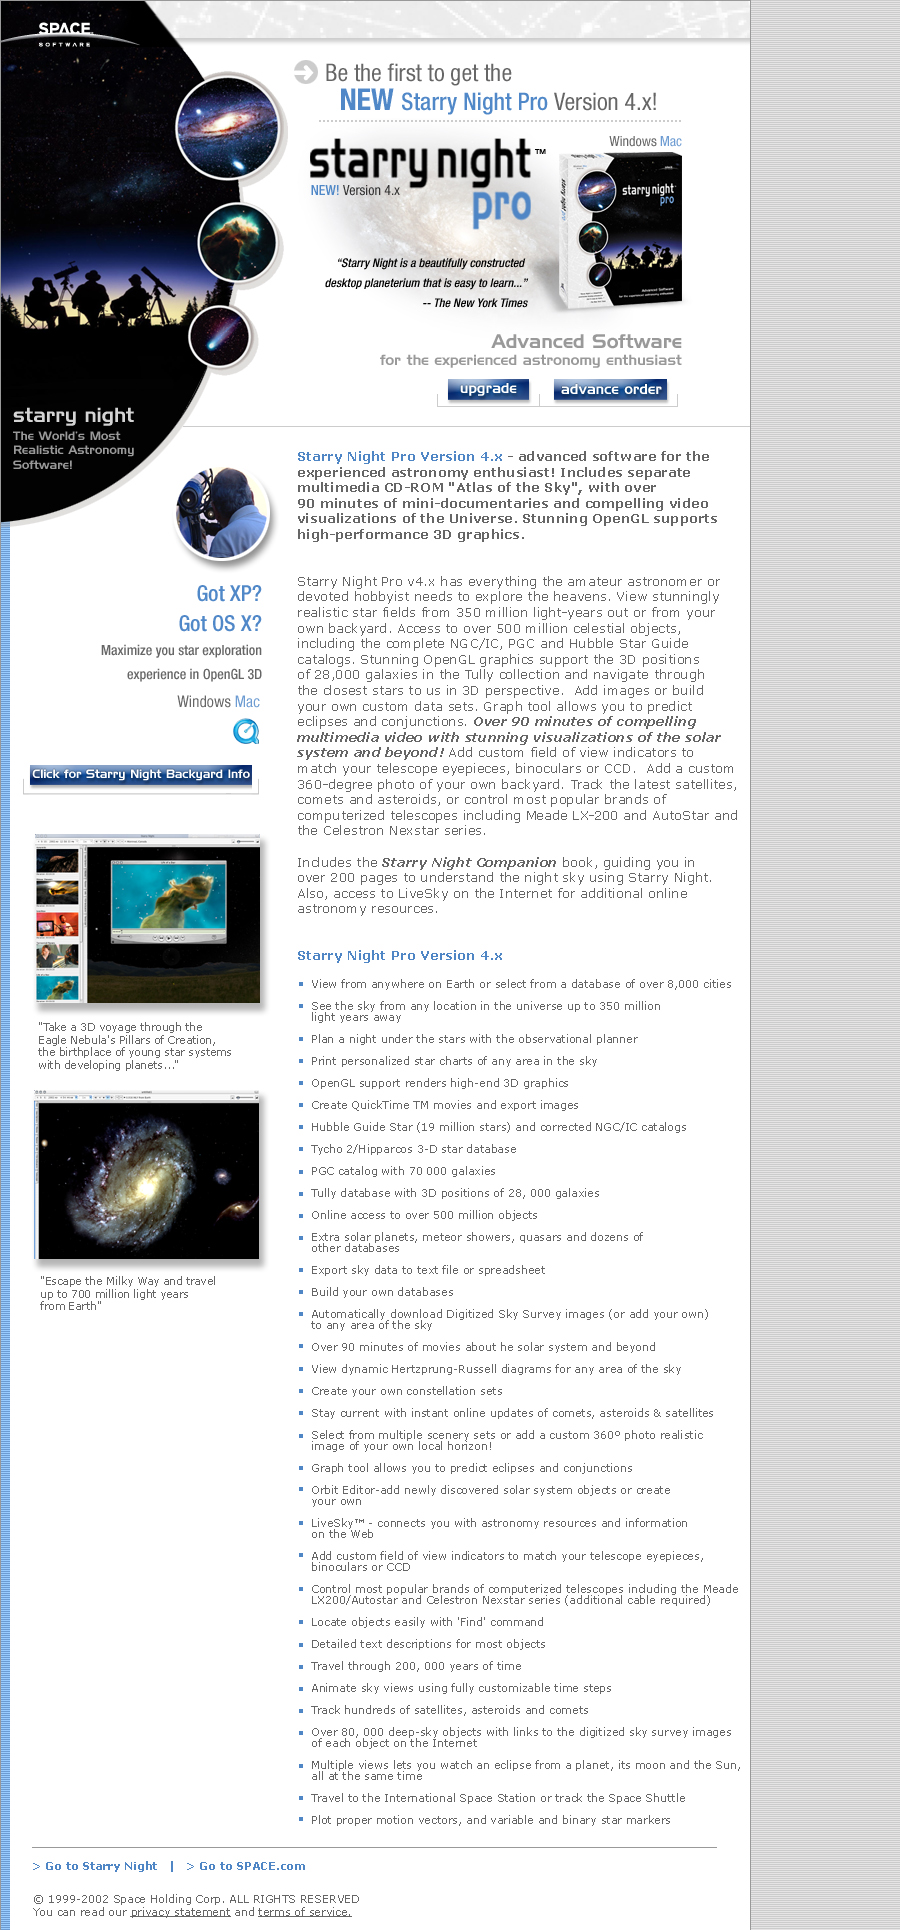 SPACE
SOFTWARE
Be the first to get the
NEW Starry Night Pro Version 4.x!
Windows Mac
starry night™
NEW! Version 4.x
pro
starry night
pro
"Starry Night is a beautifully constructed
desktop planeterium that is easy to learn..."
-- The New York Times
Advanced Software
for the experienced astronomy enthusiast
upgrade
advance order
starry night
The World's Most
Realistic Astronomy
Software!
Got XP?
Got OS X?
Maximize you star exploration
experience in OpenGL 3D
Windows Mac
Click for Starry Night Backyard Info
"Take a 3D voyage through the
Eagle Nebula's Pillars of Creation,
the birthplace of young star systems
with developing planets..."
"Escape the Milky Way and travel
up to 700 million light years
from Earth"
Starry Night Pro Version 4.x - advanced software for the
experienced astronomy enthusiast! Includes separate
multimedia CD-ROM "Atlas of the Sky", with over
90 minutes of mini-documentaries and compelling video
visualizations of the Universe. Stunning OpenGL supports
high-performance 3D graphics.
Starry Night Pro v4.x has everything the amateur astronomer or
devoted hobbyist needs to explore the heavens. View stunningly
realistic star fields from 350 million light-years out or from your
own backyard. Access to over 500 million celestial objects,
including the complete NGC/IC, PGC and Hubble Star Guide
catalogs. Stunning OpenGL graphics support the 3D positions
of 28,000 galaxies in the Tully collection and navigate through
the closest stars to us in 3D perspective. Add images or build
your own custom data sets. Graph tool allows you to predict
eclipses and conjunctions. Over 90 minutes of compelling
multimedia video with stunning visualizations of the solar
system and beyond! Add custom field of view indicators to
match your telescope eyepieces, binoculars or CCD. Add a custom
360-degree photo of your own backyard. Track the latest satellites,
comets and asteroids, or control most popular brands of
computerized telescopes including Meade LX-200 and AutoStar and
the Celestron Nexstar series.
Includes the Starry Night Companion book, guiding you in
over 200 pages to understand the night sky using Starry Night.
Also, access to LiveSky on the Internet for additional online
astronomy resources.
Starry Night Pro Version 4.x
View from anywhere on Earth or select from a database of over 8,000 cities
See the sky from any location in the universe up to 350 million
light years away
Plan a night under the stars with the observational planner
Print personalized star charts of any area in the sky
OpenGL support renders high-end 3D graphics
Create QuickTime TM movies and export images
Hubble Guide Star (19 million stars) and corrected NGC/IC catalogs
Tycho 2/Hipparcos 3-D star database
PGC catalog with 70 000 galaxies
Tully database with 3D positions of 28, 000 galaxies
Online access to over 500 million objects
Extra solar planets, meteor showers, quasars and dozens of
other databases
Export sky data to text file or spreadsheet
Build your own databases
Automatically download Digitized Sky Survey images (or add your own)
to any area of the sky
Over 90 minutes of movies about he solar system and beyond
View dynamic Hertzprung-Russell diagrams for any area of the sky
Create your own constellation sets
Stay current with instant online updates of comets, asteroids & satellites
Select from multiple scenery sets or add a custom 360º photo realistic
image of your own local horizon!
Graph tool allows you to predict eclipses and conjunctions
Orbit Editor-add newly discovered solar system objects or create
your own
LiveSky™ - connects you with astronomy resources and information
on the Web
Add custom field of view indicators to match your telescope eyepieces,
binoculars or CCD
Control most popular brands of computerized telescopes including the Meade
LX200/Autostar and Celestron Nexstar series (additional cable required)
Locate objects easily with 'Find' command
Detailed text descriptions for most objects
Travel through 200, 000 years of time
Animate sky views using fully customizable time steps
Track hundreds of satellites, asteroids and comets
Over 80, 000 deep-sky objects with links to the digitized sky survey images
of each object on the Internet
Multiple views lets you watch an eclipse from a planet, its moon and the Sun,
all at the same time
Travel to the International Space Station or track the Space Shuttle
Plot proper motion vectors, and variable and binary star markers
> Go to Starry Night | > Go to SPACE.com
© 1999-2002 Space Holding Corp. ALL RIGHTS RESERVED
You can read our privacy statement and terms of service.